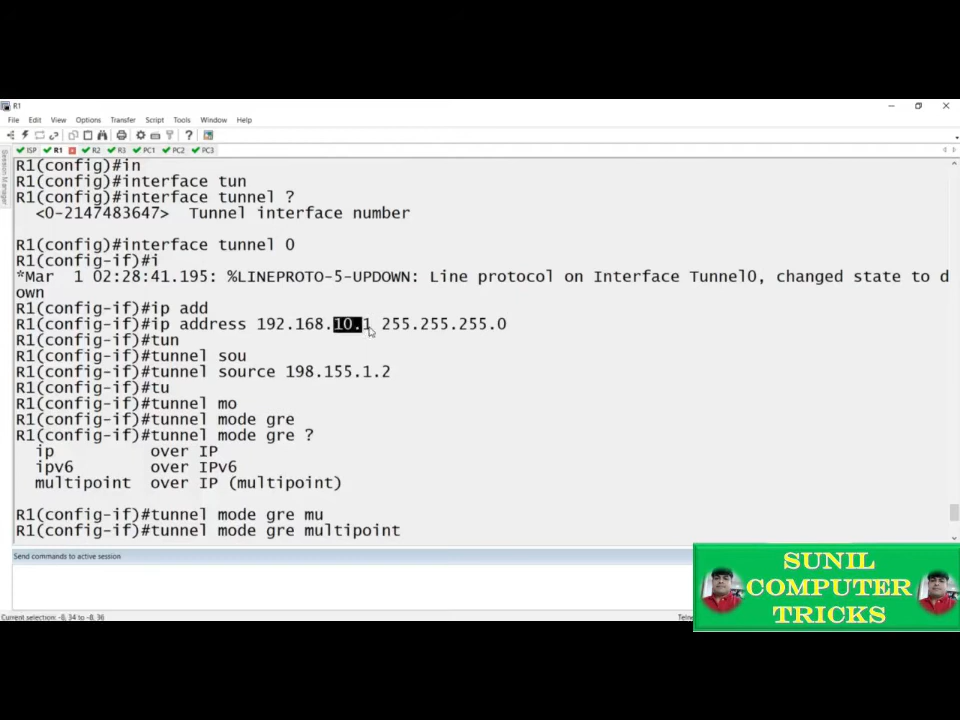 R1
File Edit View Options Transfer Script Tools Window Help
ISP R1 R2 R3 PC1 PC2 PC3
Session Manager
R1(config)#in
R1(config)#interface tun
R1(config)#interface tunnel ?
<0-2147483647> Tunnel interface number
R1(config)#interface tunnel 0
R1(config-if)#i
*Mar 1 02:28:41.195: %LINEPROTO-5-UPDOWN: Line protocol on Interface Tunnel0, changed state to d
own
R1(config-if)#ip add
R1(config-if)#ip address 192.168.10.1 255.255.255.0
R1(config-if)#tun
R1(config-if)#tunnel sou
R1(config-if)#tunnel source 198.155.1.2
R1(config-if)#tu
R1(config-if)#tunnel mo
R1(config-if)#tunnel mode gre
R1(config-if)#tunnel mode gre ?
ip over IP
ipv6 over IPv6
multipoint over IP (multipoint)
R1(config-if)#tunnel mode gre mu
R1(config-if)#tunnel mode gre multipoint
Send commands to active session
SUNIL
COMPUTER
TRICKS
Current selection: -8, 34 to -8, 36